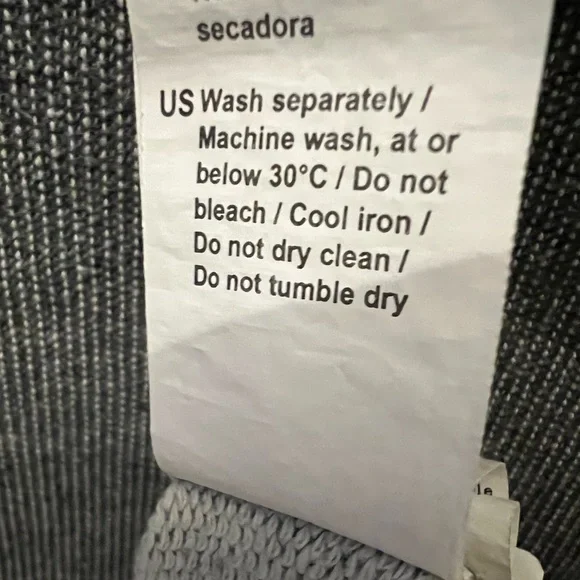 secadora
US Wash separately /
Machine wash, at or
below 30°C / Do not
bleach / Cool iron /
Do not dry clean /
Do not tumble dry
le